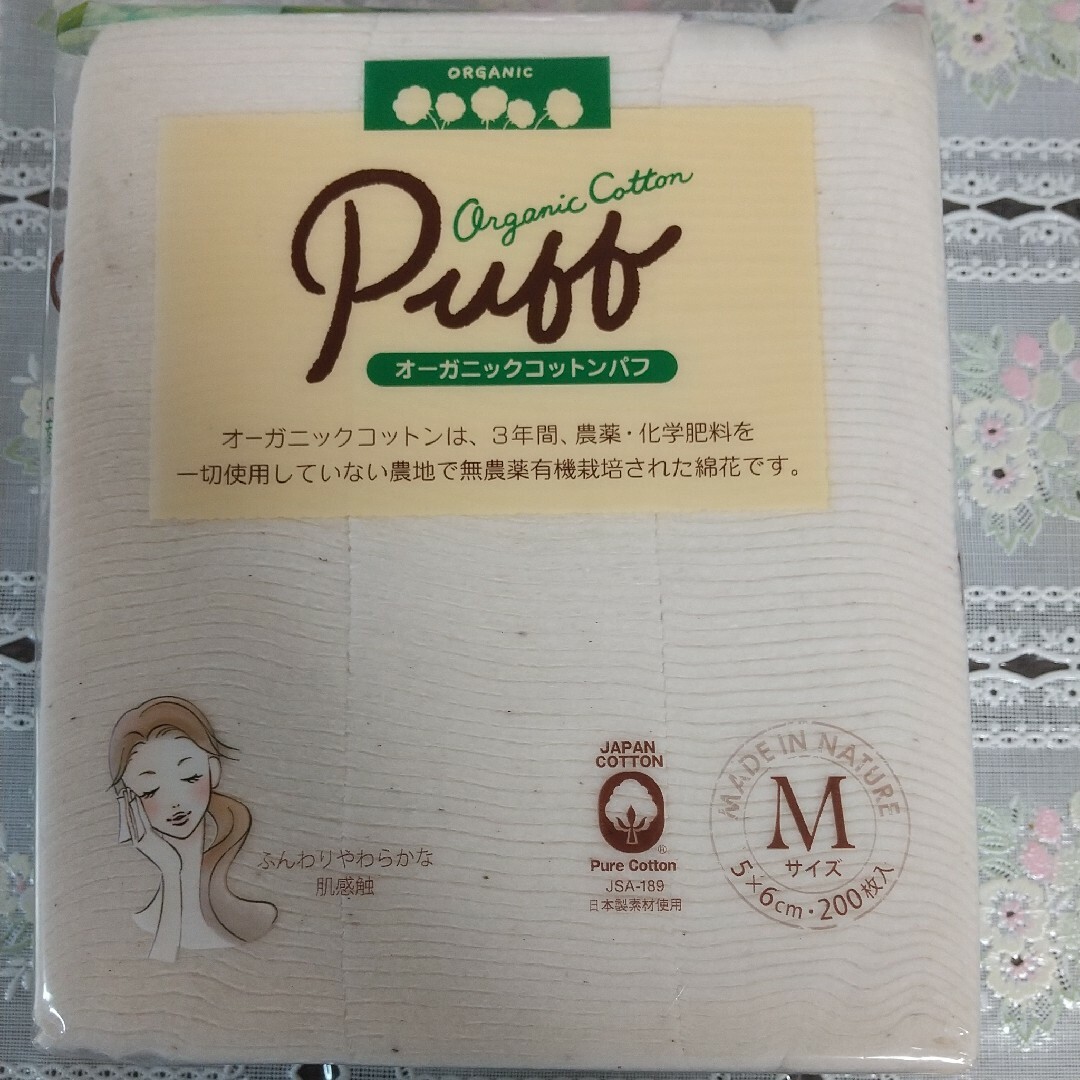 ORGANIC
Organic Cotton
Puff
オーガニックコットンパフ
オーガニックコットンは、3年間、農薬・化学肥料を
一切使用していない農地で無農薬有機栽培された綿花です。
ふんわりやわらかな
肌感触
JAPAN
COTTON
®
Pure Cotton
JSA-189
日本製素材使用
MADE IN NATURE
M
サイズ
5×6cm・200枚入